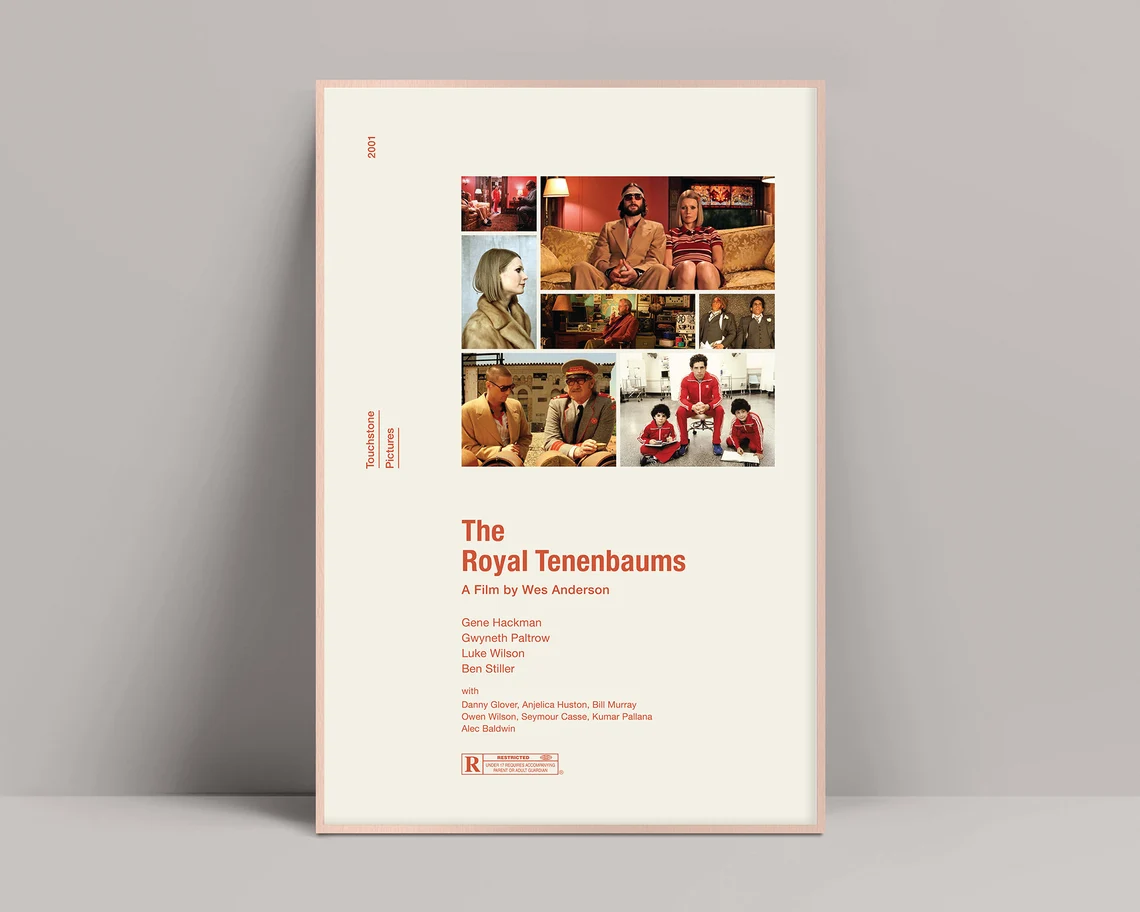 2001
Touchstone
Pictures
The
Royal Tenenbaums
A Film by Wes Anderson
Gene Hackman
Gwyneth Paltrow
Luke Wilson
Ben Stiller
with
Danny Glover, Anjelica Huston, Bill Murray
Owen Wilson, Seymour Casse, Kumar Pallana
Alec Baldwin
R
RESTRICTED
UNDER 17 REQUIRES ACCOMPANYING
PARENT OR ADULT GUARDIAN
®